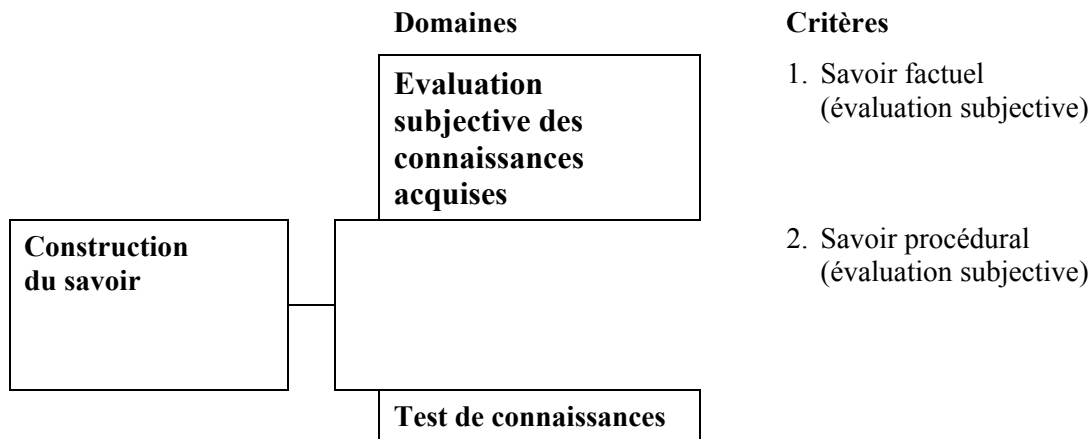 Domaines
Critères
Evaluation
subjective des
connaissances
acquises
1. Savoir factuel
(évaluation subjective)
Construction
du savoir
2. Savoir procédural
(évaluation subjective)
Test de connaissances